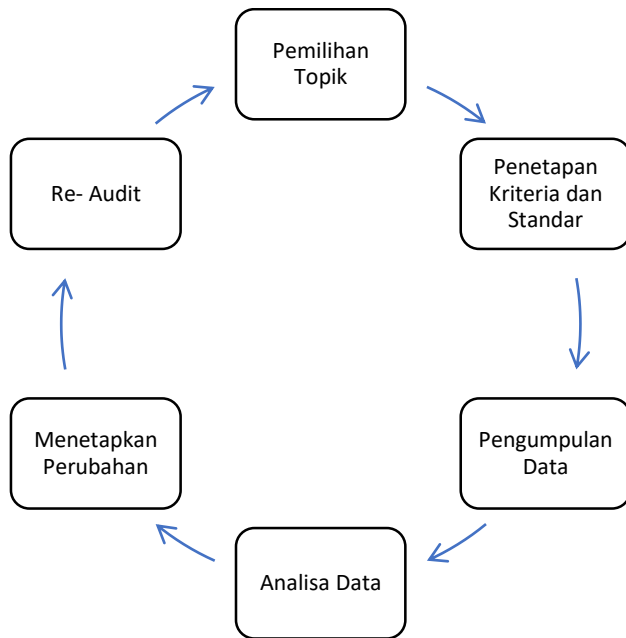 Pemilihan
Topik
Penetapan
Kriteria dan
Standar
Pengumpulan
Data
Analisa Data
Menetapkan
Perubahan
Re- Audit